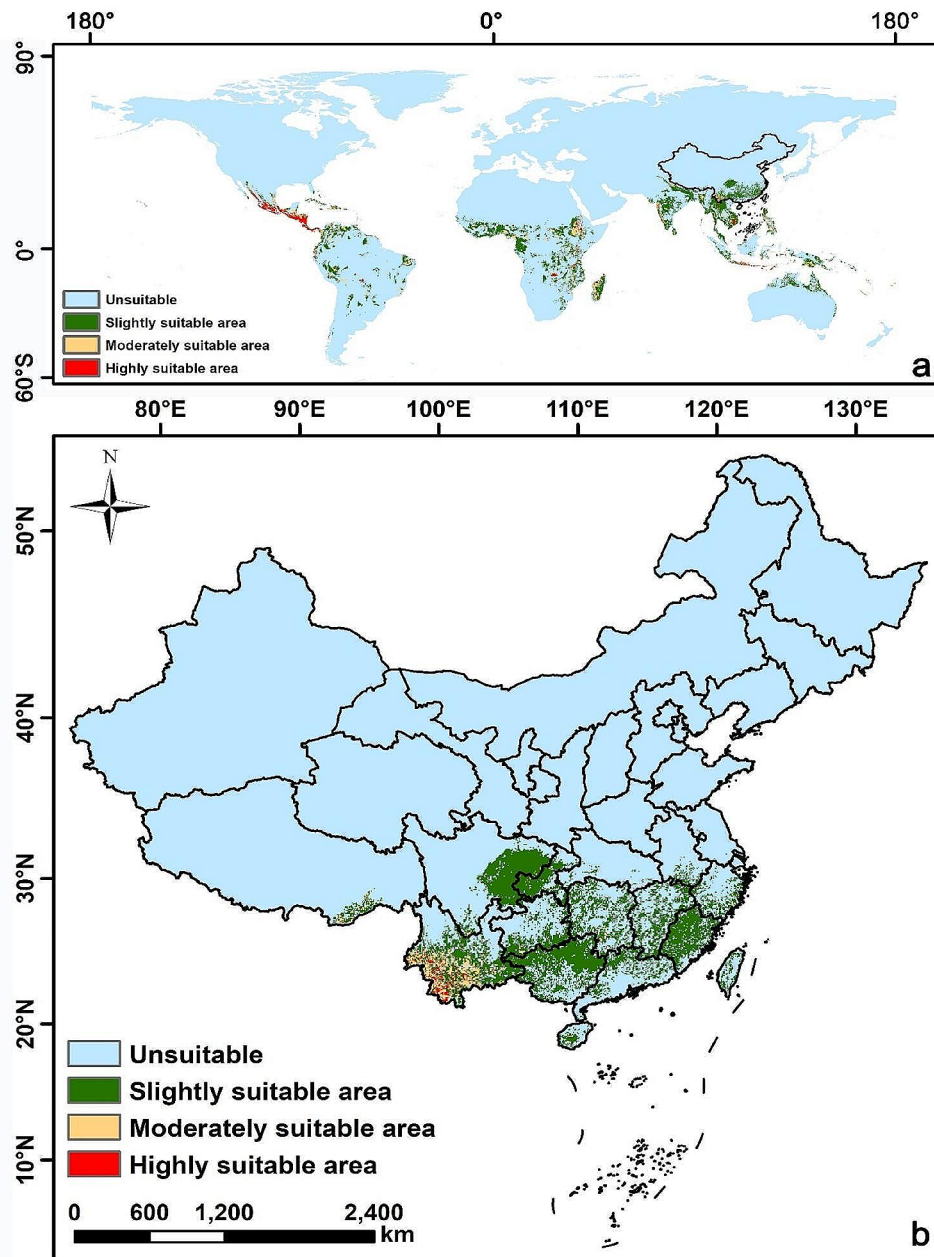 180° 0° 180°
90°
0°
60°S
Unsuitable
Slightly suitable area
Moderately suitable area
Highly suitable area
a
80°E 90°E 100°E 110°E 120°E 130°E
N
50°N
40°N
30°N
20°N
10°N
Unsuitable
Slightly suitable area
Moderately suitable area
Highly suitable area
0 600 1,200 2,400
km
b